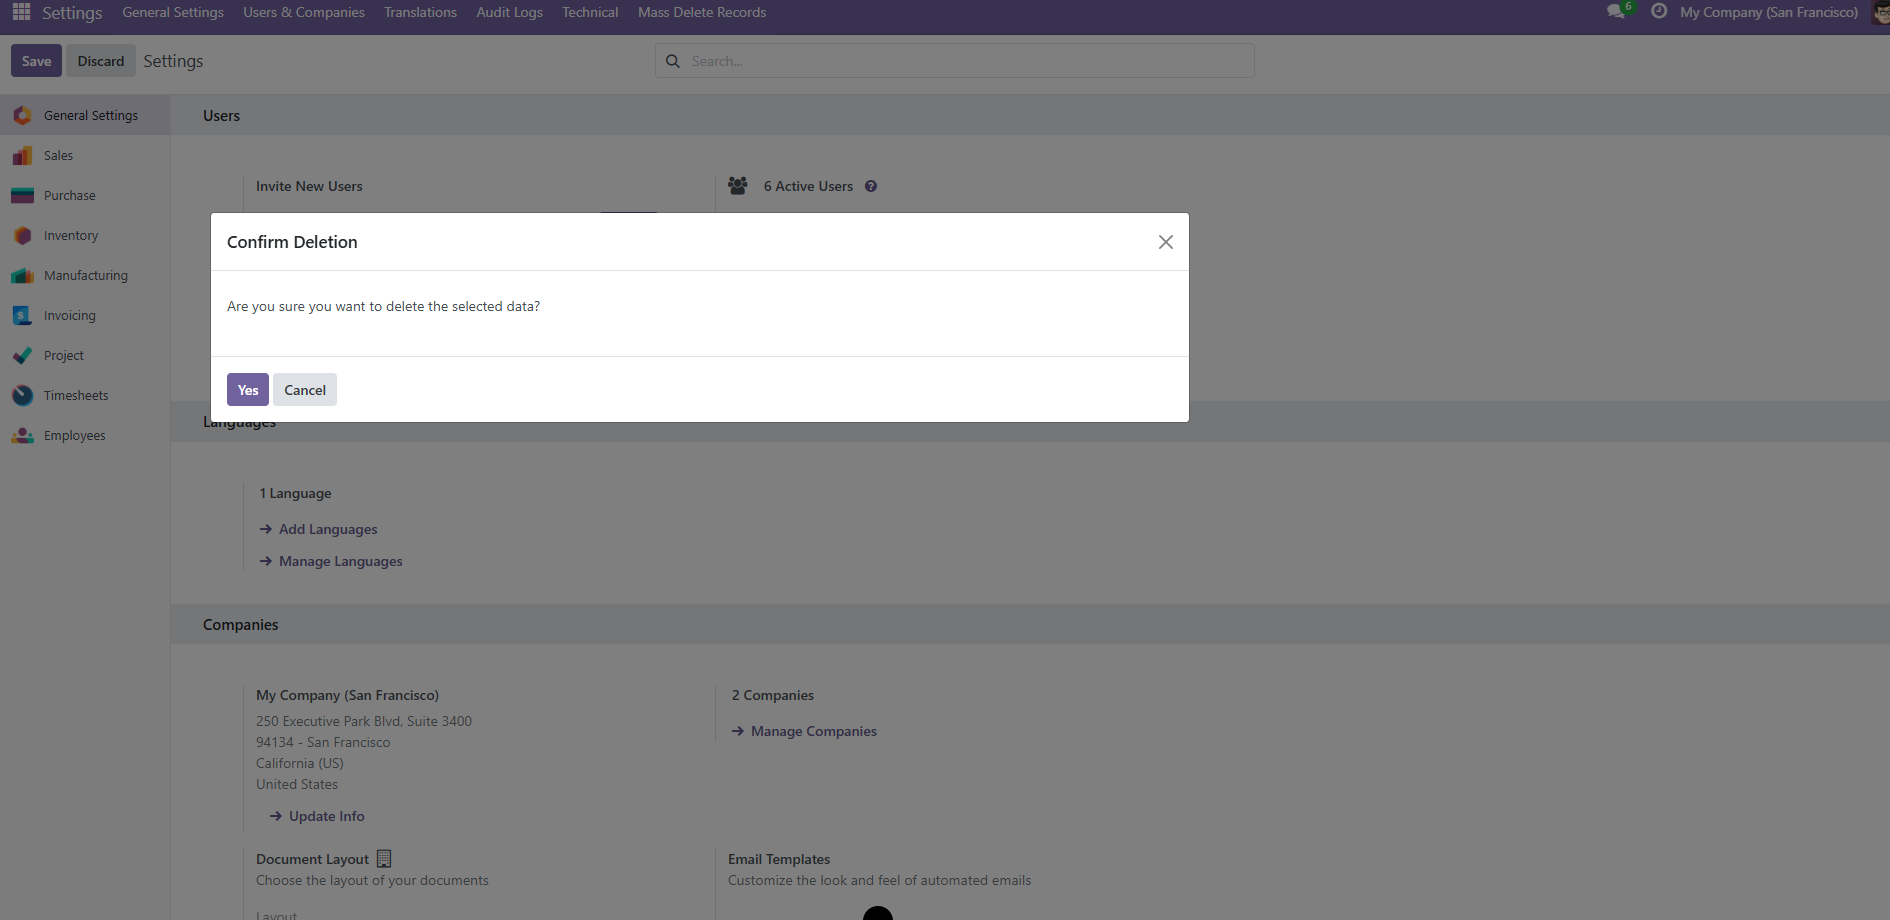 Settings General Settings Users & Companies Translations Audit Logs Technical Mass Delete Records 6 My Company (San Francisco)
Save Discard Settings Search...
General Settings
Sales
Purchase
Inventory
Manufacturing
Invoicing
Project
Timesheets
Employees
Users
Invite New Users 6 Active Users
Confirm Deletion
Are you sure you want to delete the selected data?
Yes Cancel
Languages
1 Language
Add Languages
Manage Languages
Companies
My Company (San Francisco)
250 Executive Park Blvd, Suite 3400
94134 - San Francisco
California (US)
United States
Update Info
2 Companies
Manage Companies
Document Layout
Choose the layout of your documents
Layout
Email Templates
Customize the look and feel of automated emails